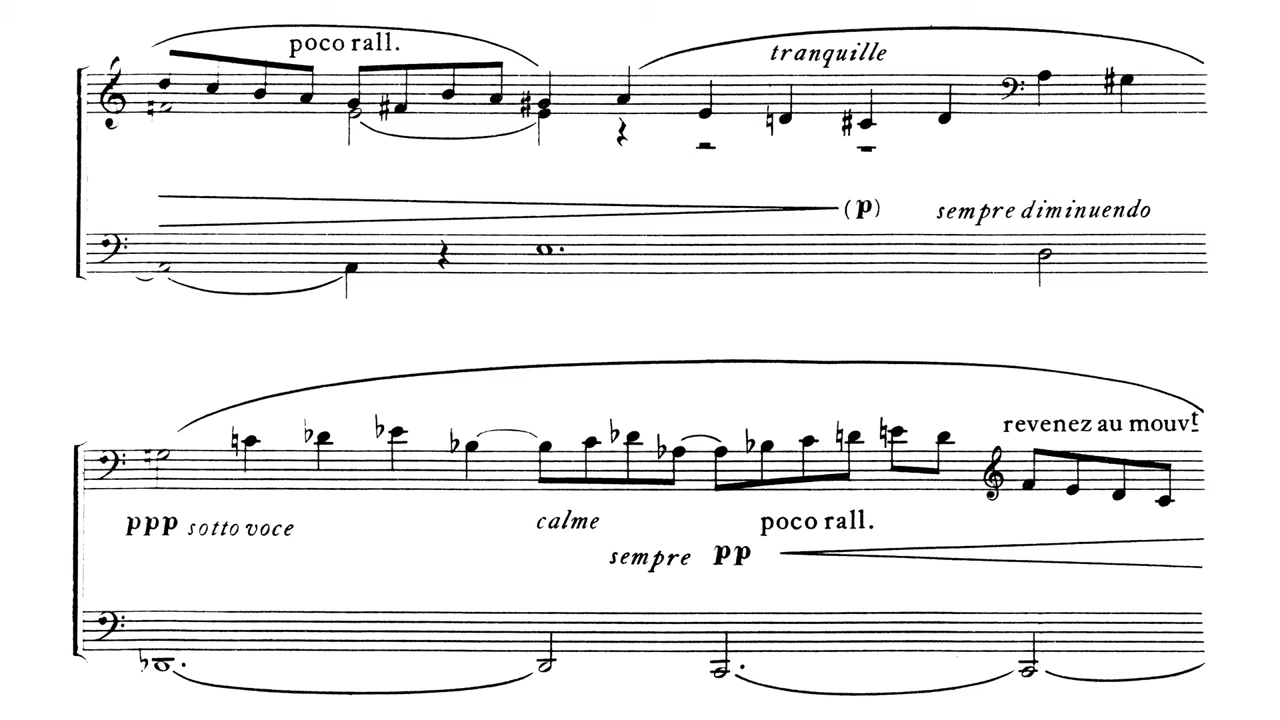 poco rall.
tranquille
(p) sempre diminuendo
revenez au mouvt
ppp sotto voce
calme
poco rall.
sempre pp